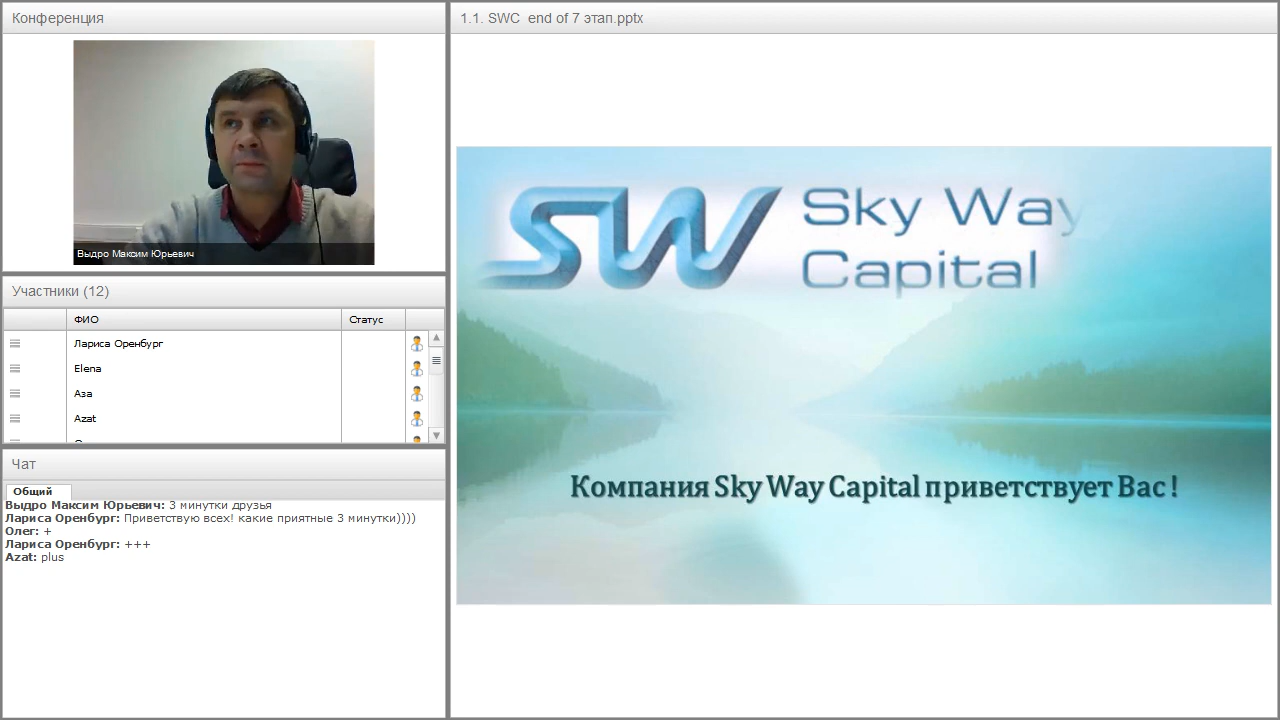 Конференция
Выдро Максим Юрьевич
Участники (12)
ФИО
Статус
Лариса Оренбург
Elena
Аза
Azat
Чат
Общий
Выдро Максим Юрьевич: 3 минутки друзья
Лариса Оренбург: Приветствую всех! какие приятные 3 минутки))))
Олег: +
Лариса Оренбург: +++
Azat: plus
1.1. SWC end of 7 этап.pptx
SW
Sky Way
Capital
Компания Sky Way Capital приветствует Вас !